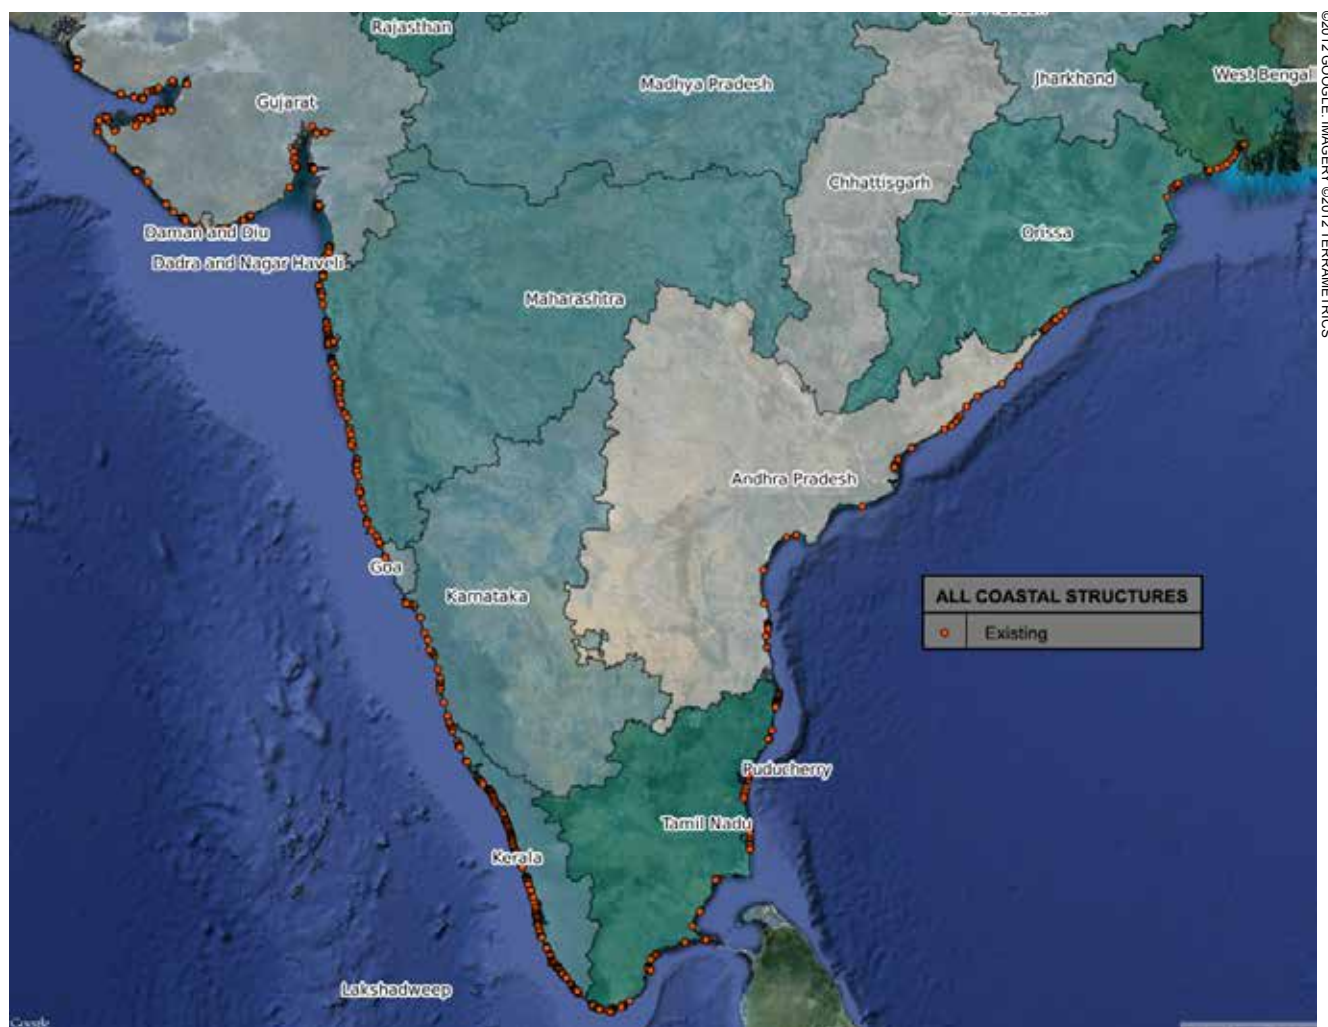 Rajasthan
Madhya Pradesh
Jharkhand
West Bengal
Gujarat
Chhattisgarh
Orissa
Daman and Diu
Dadra and Nagar Haveli
Maharashtra
Andhra Pradesh
Goa
Karnataka
ALL COASTAL STRUCTURES
Existing
Puducherry
Tamil Nadu
Kerala
Lakshadweep
©2012 GOOGLE. IMAGERY ©2012 TERRAMETRICS